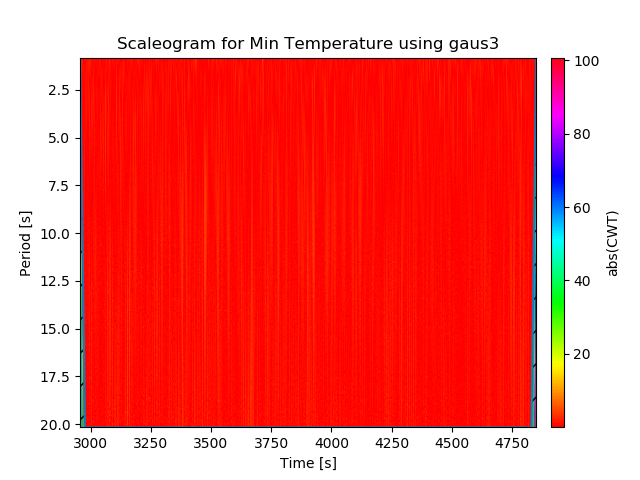 Scaleogram for Min Temperature using gaus3
2.5
5.0
7.5
10.0
12.5
15.0
17.5
20.0
Period [s]
3000 3250 3500 3750 4000 4250 4500 4750
Time [s]
100
80
60
40
20
abs(CWT)